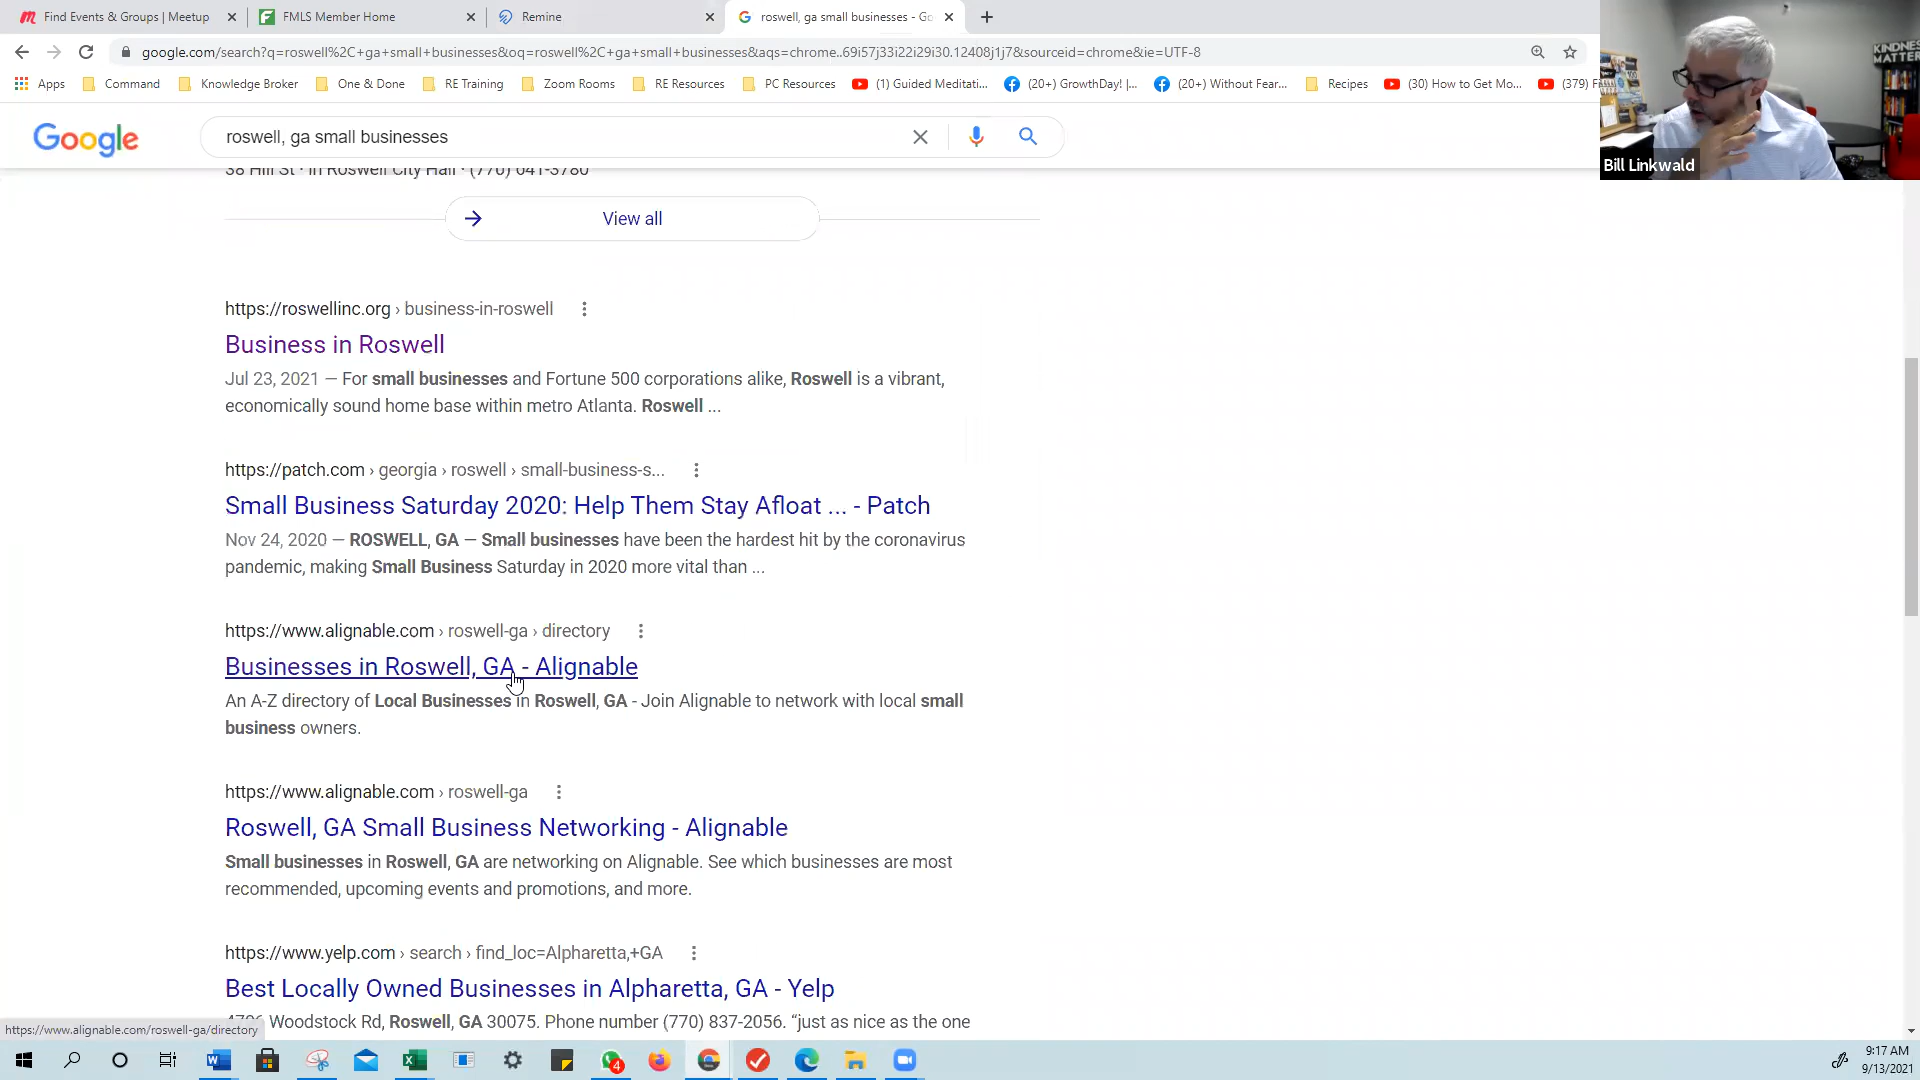 Find Events & Groups | Meetup
FMLS Member Home
Remine
roswell, ga small businesses - Go
google.com/search?q=roswell%2C+ga+small+businesses&oq=roswell%2C+ga+small+businesses&aqs=chrome..69i57j33i22i29i30.12408j1j7&sourceid=chrome&ie=UTF-8
Apps Command Knowledge Broker One & Done RE Training Zoom Rooms RE Resources PC Resources (1) Guided Meditati... (20+) GrowthDay! |... (20+) Without Fear... Recipes (30) How to Get Mo... (379) F
KINDNESS
MATTER
Bill Linkwald
Google
roswell, ga small businesses
38 Hill St · In Roswell City Hall · (770) 641-3780
View all
https://roswellinc.org › business-in-roswell
Business in Roswell
Jul 23, 2021 — For small businesses and Fortune 500 corporations alike, Roswell is a vibrant,
economically sound home base within metro Atlanta. Roswell ...
https://patch.com › georgia › roswell › small-business-s...
Small Business Saturday 2020: Help Them Stay Afloat ... - Patch
Nov 24, 2020 — ROSWELL, GA — Small businesses have been the hardest hit by the coronavirus
pandemic, making Small Business Saturday in 2020 more vital than ...
https://www.alignable.com › roswell-ga › directory
Businesses in Roswell, GA - Alignable
An A-Z directory of Local Businesses in Roswell, GA - Join Alignable to network with local small
business owners.
https://www.alignable.com › roswell-ga
Roswell, GA Small Business Networking - Alignable
Small businesses in Roswell, GA are networking on Alignable. See which businesses are most
recommended, upcoming events and promotions, and more.
https://www.yelp.com › search › find_loc=Alpharetta,+GA
Best Locally Owned Businesses in Alpharetta, GA - Yelp
Woodstock Rd, Roswell, GA 30075. Phone number (770) 837-2056. “just as nice as the one
https://www.alignable.com/roswell-ga/directory
4
9:17 AM
9/13/2021